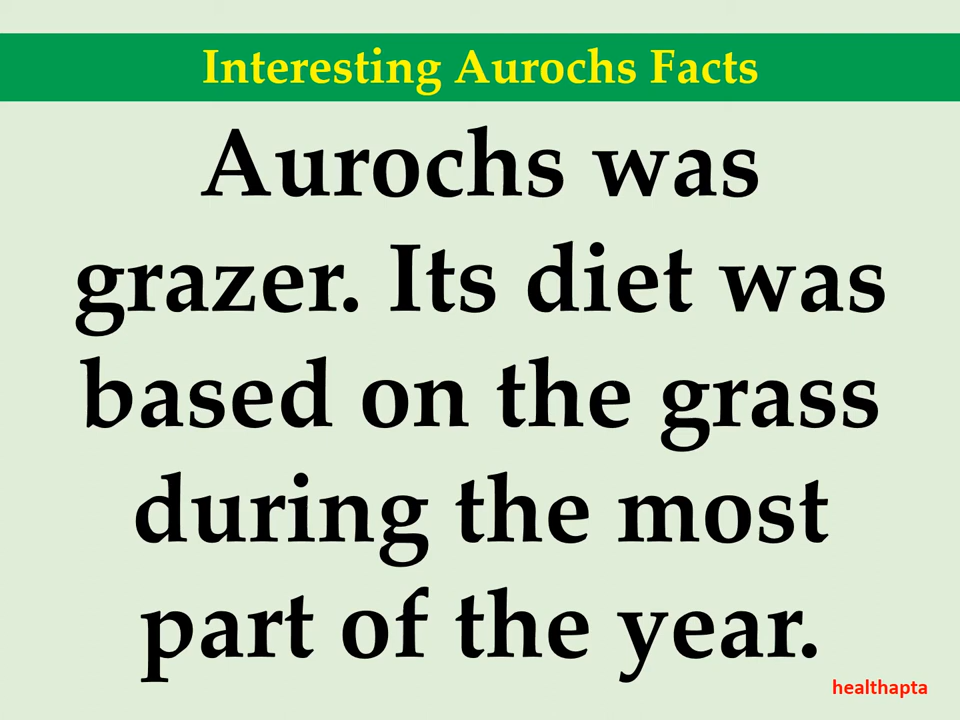 Interesting Aurochs Facts
Aurochs was
grazer. Its diet was
based on the grass
during the most
part of the year.
healthapta